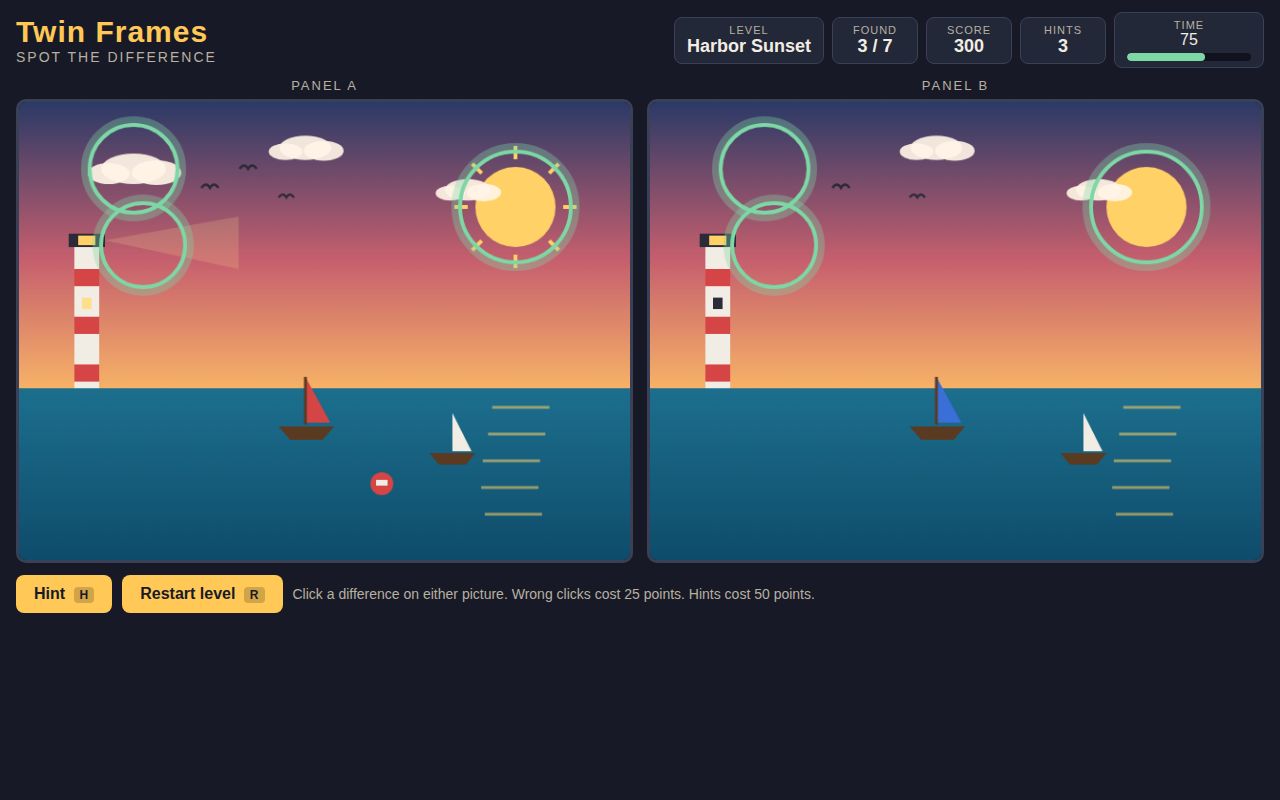 Twin Frames
SPOT THE DIFFERENCE
LEVEL
Harbor Sunset
FOUND
3 / 7
SCORE
300
HINTS
3
TIME
75
PANEL A
PANEL B
Hint H
Restart level R
Click a difference on either picture. Wrong clicks cost 25 points. Hints cost 50 points.